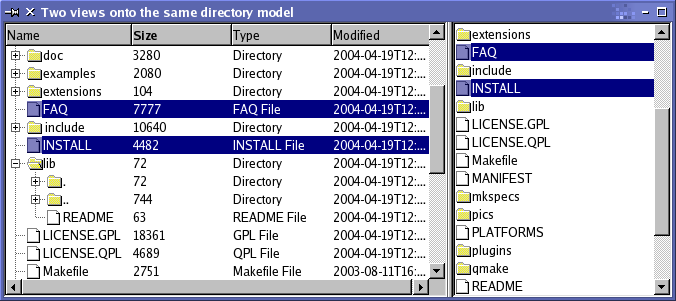 Two views onto the same directory model
Name Size Type Modified
doc 3280 Directory 2004-04-19T12:...
examples 2080 Directory 2004-04-19T12:...
extensions 104 Directory 2004-04-19T12:...
FAQ 7777 FAQ File 2004-04-19T12:...
include 10640 Directory 2004-04-19T12:...
INSTALL 4482 INSTALL File 2004-04-19T12:...
lib 72 Directory 2004-04-19T12:...
. 72 Directory 2004-04-19T12:...
.. 744 Directory 2004-04-19T12:...
README 63 README File 2004-04-19T12:...
LICENSE.GPL 18361 GPL File 2004-04-19T12:...
LICENSE.QPL 4689 QPL File 2004-04-19T12:...
Makefile 2751 Makefile File 2003-08-11T16:...
extensions
FAQ
include
INSTALL
lib
LICENSE.GPL
LICENSE.QPL
Makefile
MANIFEST
mkspecs
pics
PLATFORMS
plugins
qmake
README